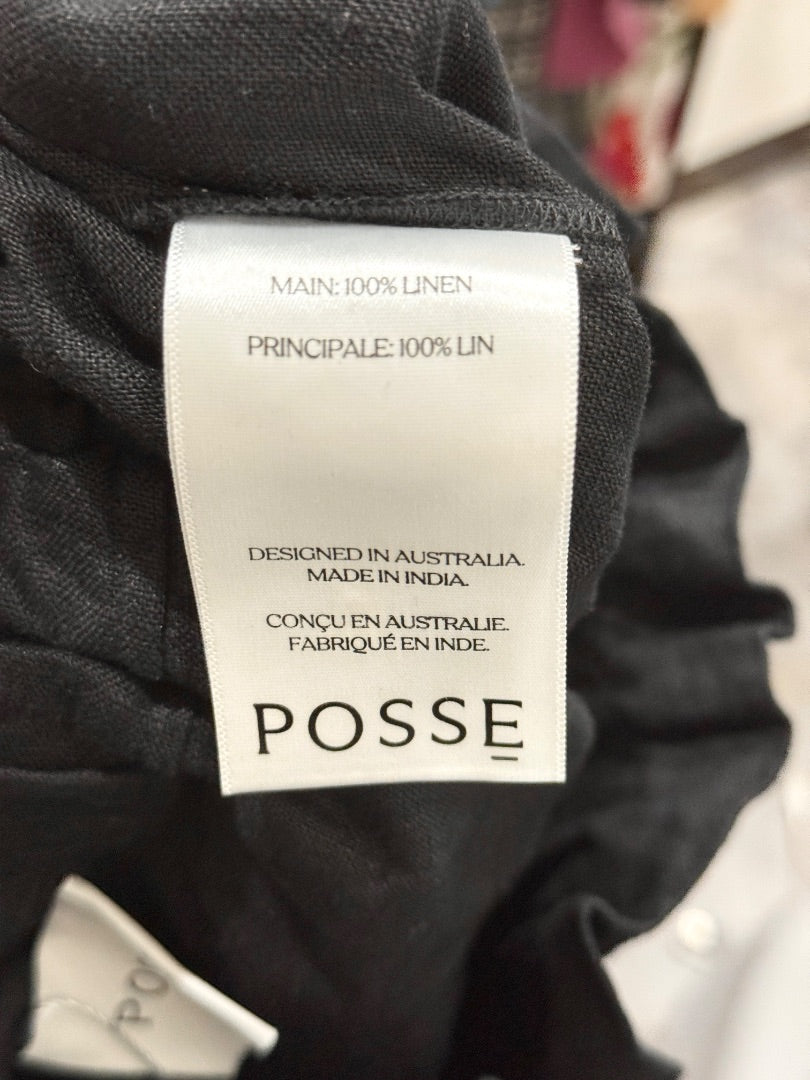 MAIN: 100% LINEN
PRINCIPALE: 100% LIN
DESIGNED IN AUSTRALIA.
MADE IN INDIA.
CONÇU EN AUSTRALIE.
FABRIQUÉ EN INDE.
POSSE
PO